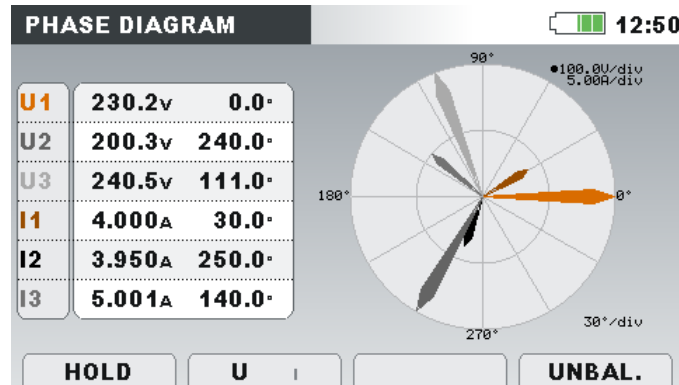 PHASE DIAGRAM 12:50
90°
●100.0V/div
5.00A/div
U1 230.2V 0.0°
U2 200.3V 240.0°
U3 240.5V 111.0°
180° 0°
I1 4.000A 30.0°
I2 3.950A 250.0°
I3 5.001A 140.0°
30°/div
270°
HOLD U I UNBAL.